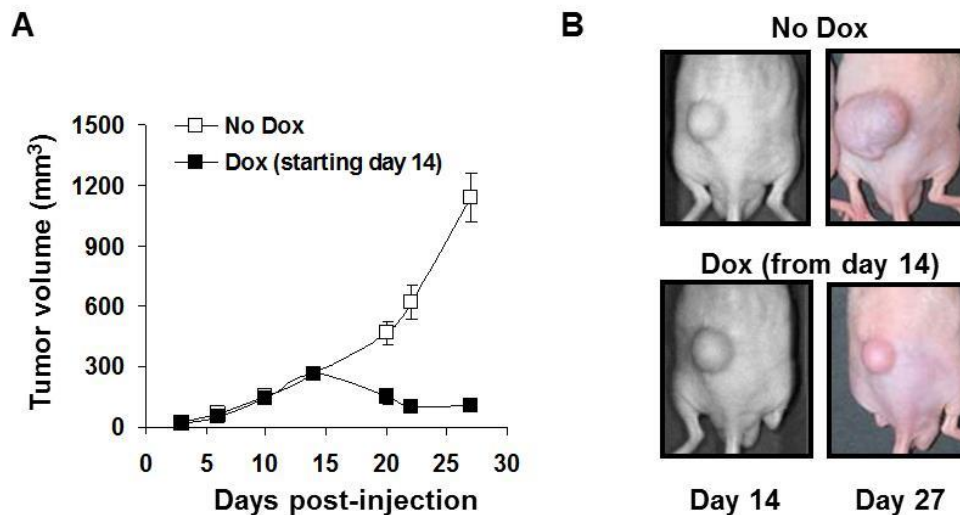 A
Tumor volume (mm³)
1500
1200
900
600
300
0
No Dox
Dox (starting day 14)
0 5 10 15 20 25 30
Days post-injection
B
No Dox
Dox (from day 14)
Day 14 Day 27